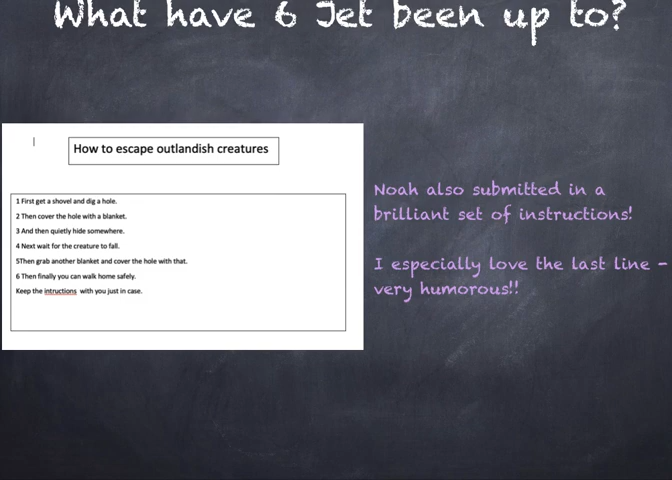 What have 6 Jet been up to?
How to escape outlandish creatures
1 First get a shovel and dig a hole.
2 Then cover the hole with a blanket.
3 And then quietly hide somewhere.
4 Next wait for the creature to fall.
5Then grab another blanket and cover the hole with that.
6 Then finally you can walk home safely.
Keep the intructions with you just in case.
Noah also submitted in a
brilliant set of instructions!
I especially love the last line -
very humorous!!